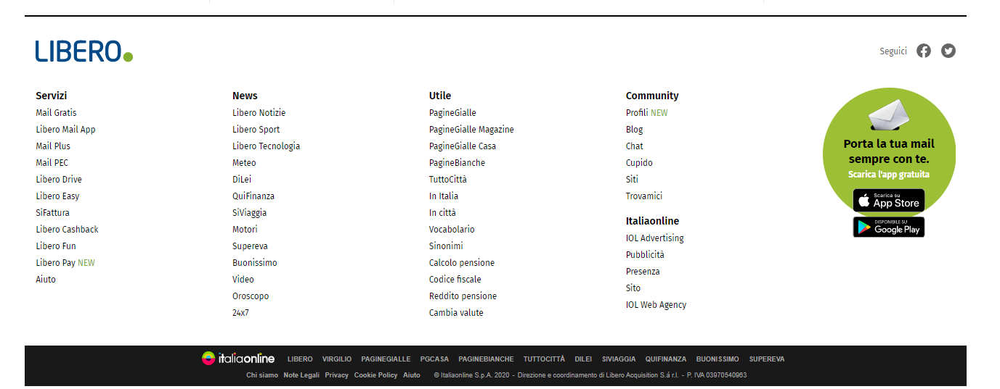 LIBERO
Seguici
Servizi
Mail Gratis
Libero Mail App
Mail Plus
Mail PEC
Libero Drive
Libero Easy
SiFattura
Libero Cashback
Libero Fun
Libero Pay NEW
Aiuto
News
Libero Notizie
Libero Sport
Libero Tecnologia
Meteo
DiLei
QuiFinanza
SiViaggia
Motori
Supereva
Buonissimo
Video
Oroscopo
24x7
Utile
PagineGialle
PagineGialle Magazine
PagineGialle Casa
PagineBianche
TuttoCittà
In Italia
In città
Vocabolario
Sinonimi
Calcolo pensione
Codice fiscale
Reddito pensione
Cambia valute
Community
Profili NEW
Blog
Chat
Cupido
Siti
Trovamici
Italiaonline
IOL Advertising
Pubblicità
Presenza
Sito
IOL Web Agency
Porta la tua mail
sempre con te.
Scarica l'app gratuita
Scarica su
App Store
DISPONIBILE SU
Google Play
italiaonline LIBERO VIRGILIO PAGINEGIALLE PGCASA PAGINEBIANCHE TUTTOCITTÀ DILEI SIVIAGGIA QUIFINANZA BUONISSIMO SUPEREVA
Chi siamo Note Legali Privacy Cookie Policy Aiuto © Italiaonline S.p.A. 2020 - Direzione e coordinamento di Libero Acquisition S.á r.l. - P. IVA 03970540963